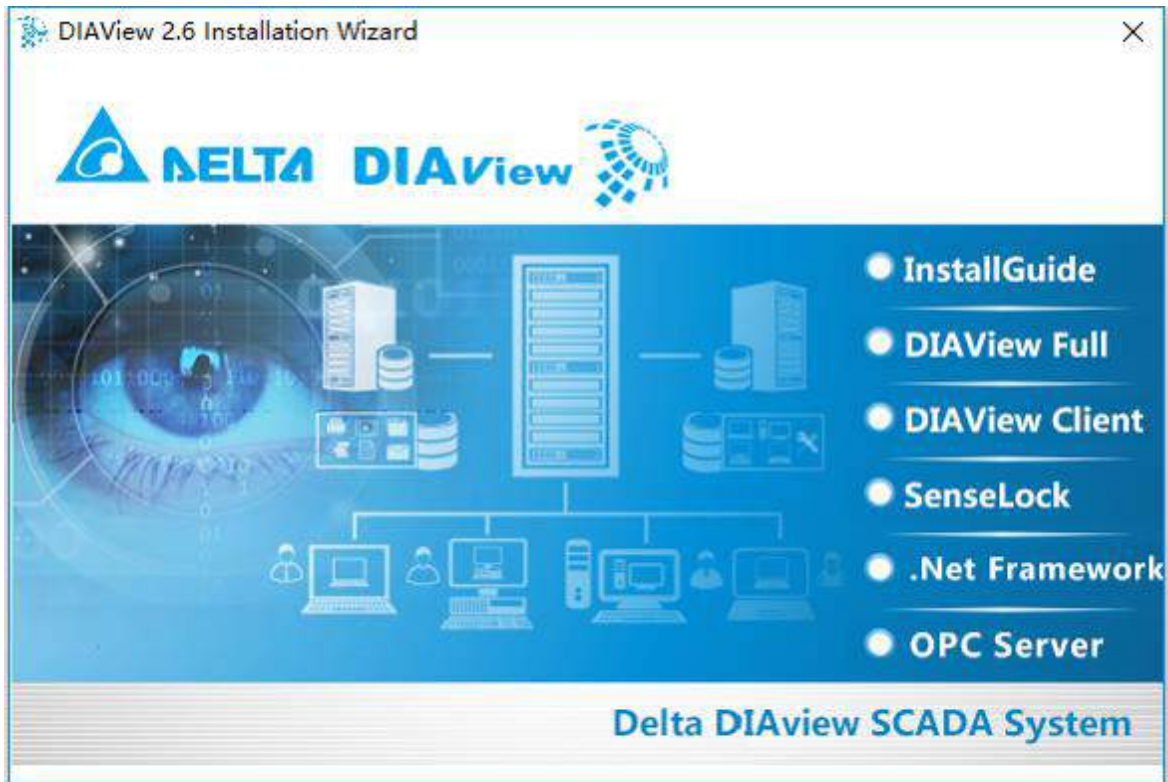 DIAView 2.6 Installation Wizard
DELTA DIAView
InstallGuide
DIAView Full
DIAView Client
SenseLock
.Net Framework
OPC Server
Delta DIAview SCADA System